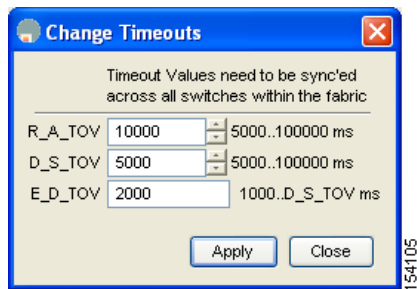 Change Timeouts
Timeout Values need to be sync'ed
across all switches within the fabric
R_A_TOV 10000 5000..100000 ms
D_S_TOV 5000 5000..100000 ms
E_D_TOV 2000 1000..D_S_TOV ms
Apply Close
154105